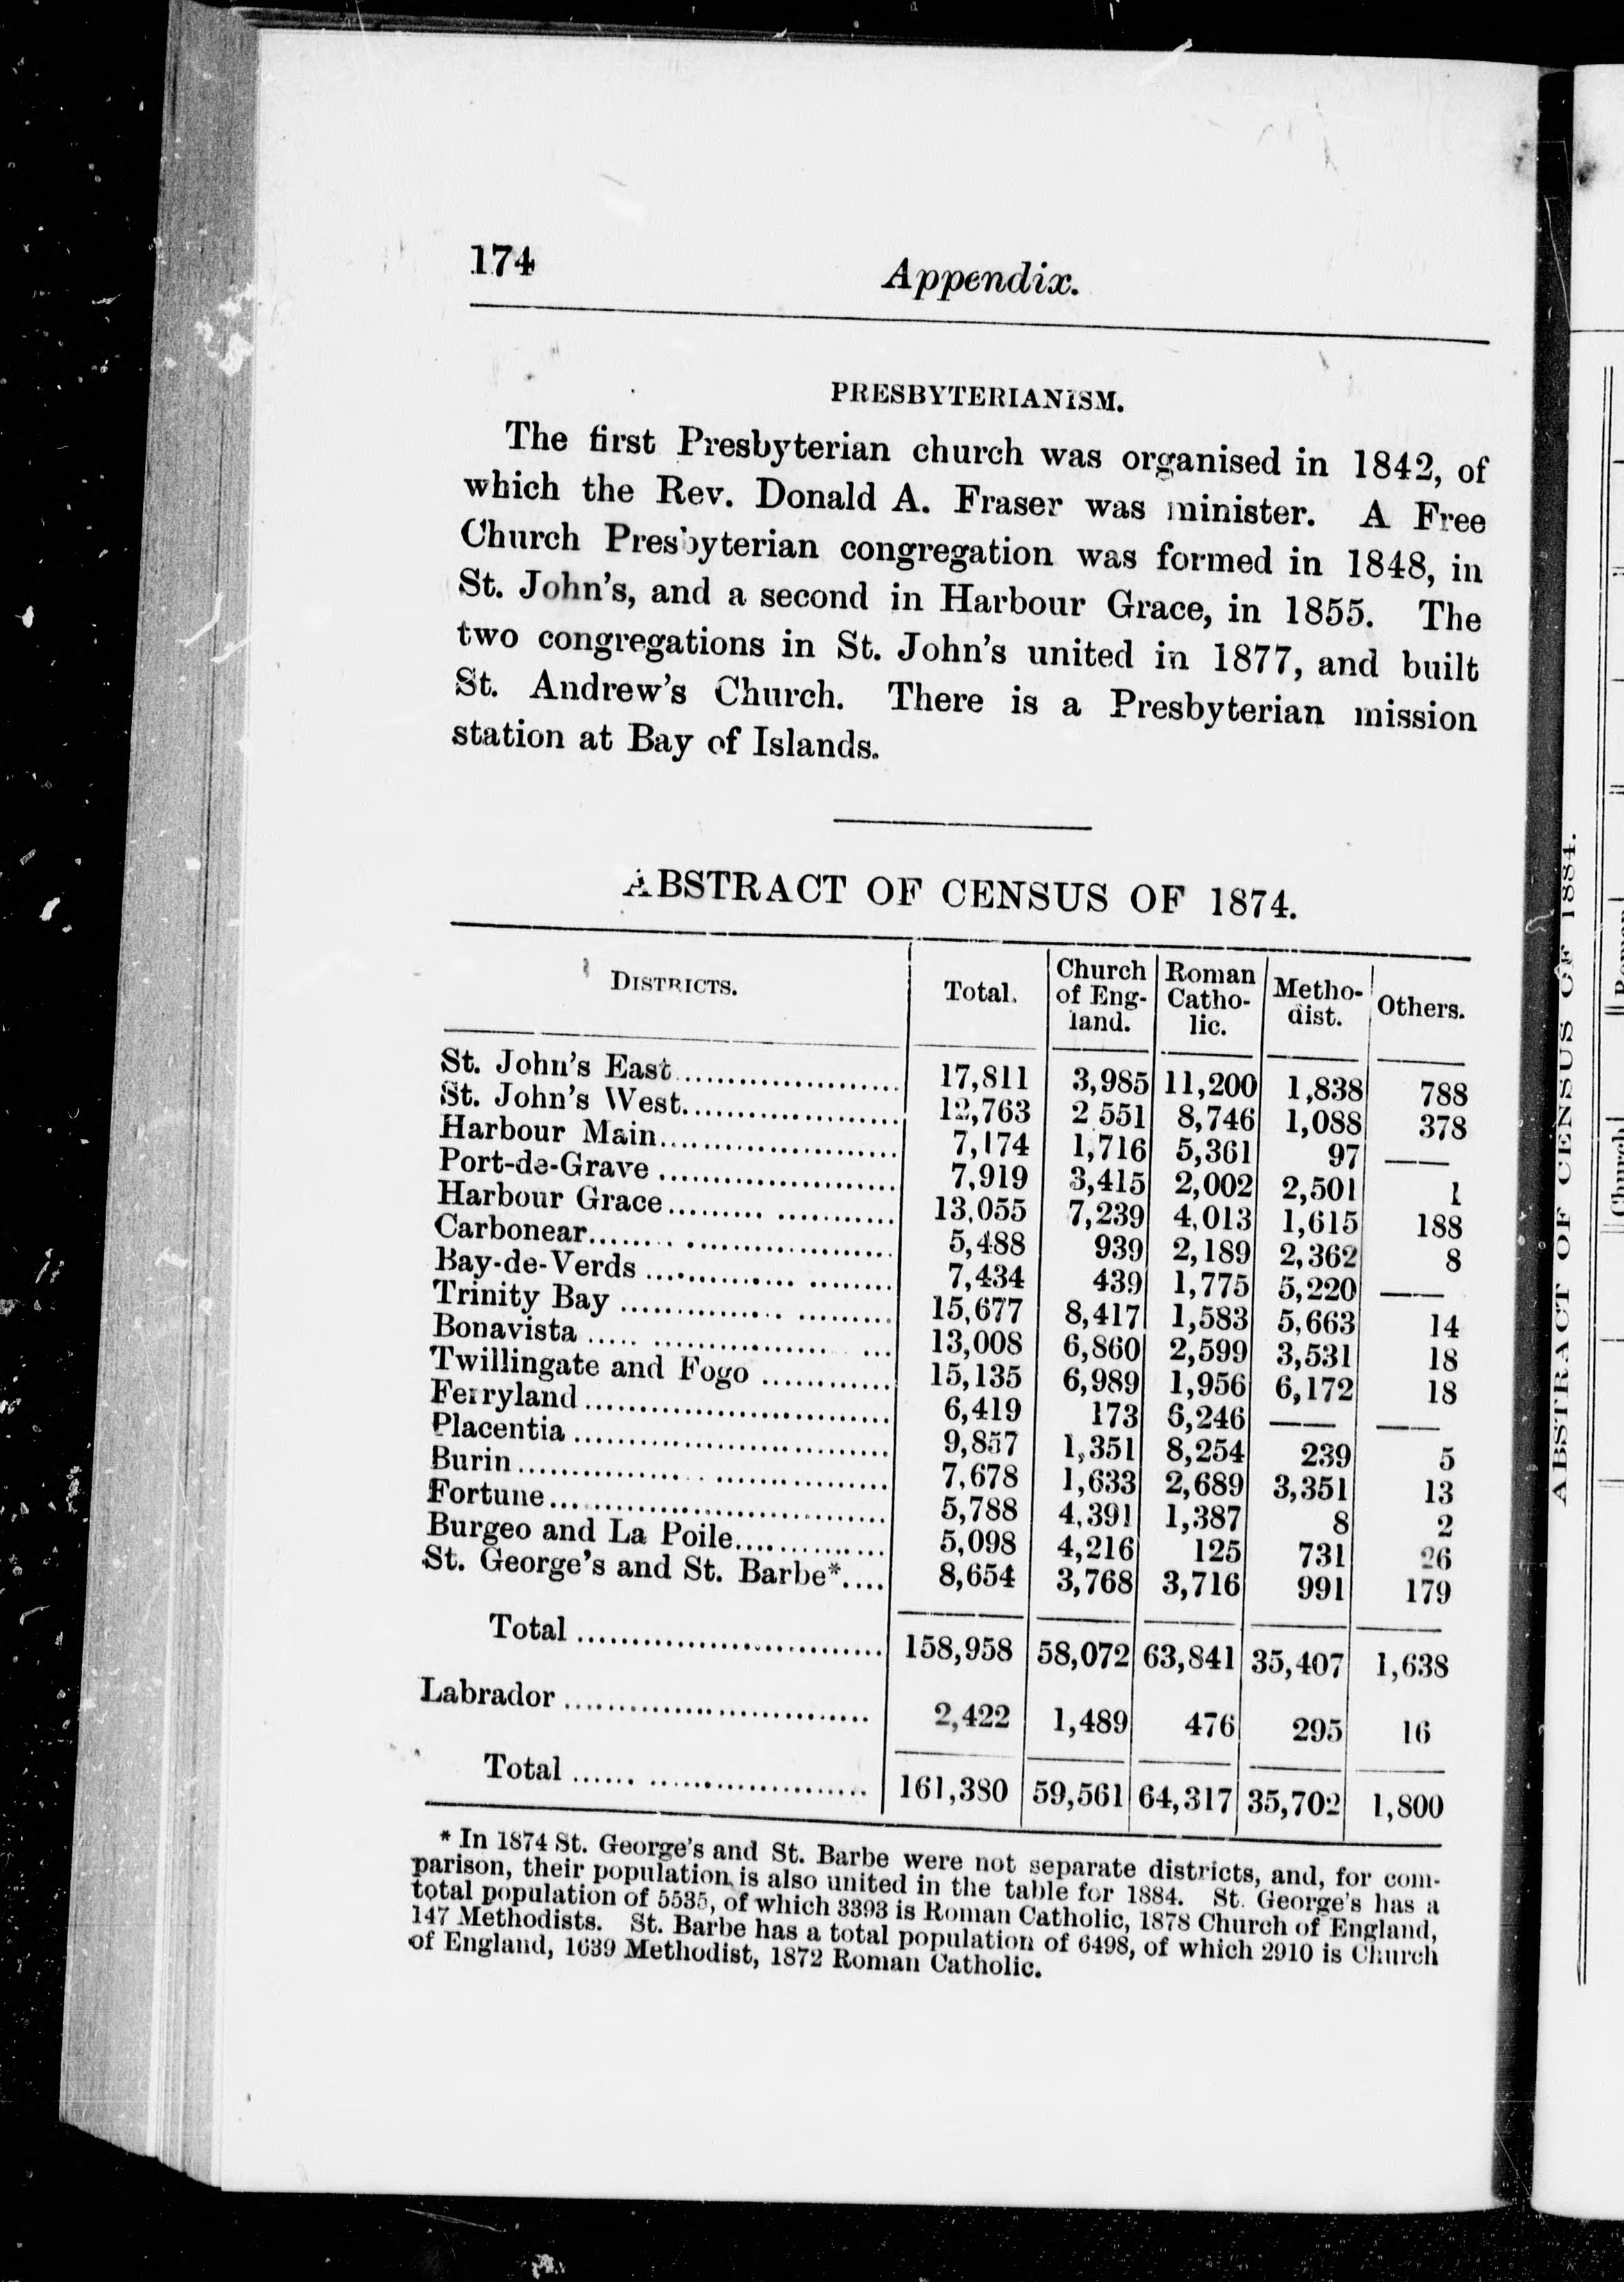 174
Appendix.
PRESBYTERIANISM.
The first Presbyterian church was organised in 1842, of
which the Rev. Donald A. Fraser was minister. A Free
Church Presbyterian congregation was formed in 1848, in
St. John's, and a second in Harbour Grace, in 1855. The
two congregations in St. John's united in 1877, and built
St. Andrew's Church. There is a Presbyterian mission
station at Bay of Islands.
ABSTRACT OF CENSUS OF 1874.
DISTRICTS. Total. Church of Eng-land. Roman Catho-lic. Metho-dist. Others.
St. John's East 17,811 3,985 11,200 1,838 788
St. John's West 12,763 2 551 8,746 1,088 378
Harbour Main 7,174 1,716 5,361 97 ——
Port-de-Grave 7,919 3,415 2,002 2,501 1
Harbour Grace 13,055 7,239 4,013 1,615 188
Carbonear 5,488 939 2,189 2,362 8
Bay-de-Verds 7,434 439 1,775 5,220 ——
Trinity Bay 15,677 8,417 1,583 5,663 14
Bonavista 13,008 6,860 2,599 3,531 18
Twillingate and Fogo 15,135 6,989 1,956 6,172 18
Ferryland 6,419 173 6,246 —— ——
Placentia 9,857 1,351 8,254 239 5
Burin 7,678 1,633 2,689 3,351 13
Fortune 5,788 4,391 1,387 8 2
Burgeo and La Poile 5,098 4,216 125 731 26
St. George's and St. Barbe* 8,654 3,768 3,716 991 179
Total 158,958 58,072 63,841 35,407 1,638
Labrador 2,422 1,489 476 295 16
Total 161,380 59,561 64,317 35,702 1,800
* In 1874 St. George's and St. Barbe were not separate districts, and, for com-
parison, their population is also united in the table for 1884. St. George's has a
total population of 5535, of which 3393 is Roman Catholic, 1878 Church of England,
147 Methodists. St. Barbe has a total population of 6498, of which 2910 is Church
of England, 1639 Methodist, 1872 Roman Catholic.
ABSTRACT OF CENSUS OF 1884.
Church